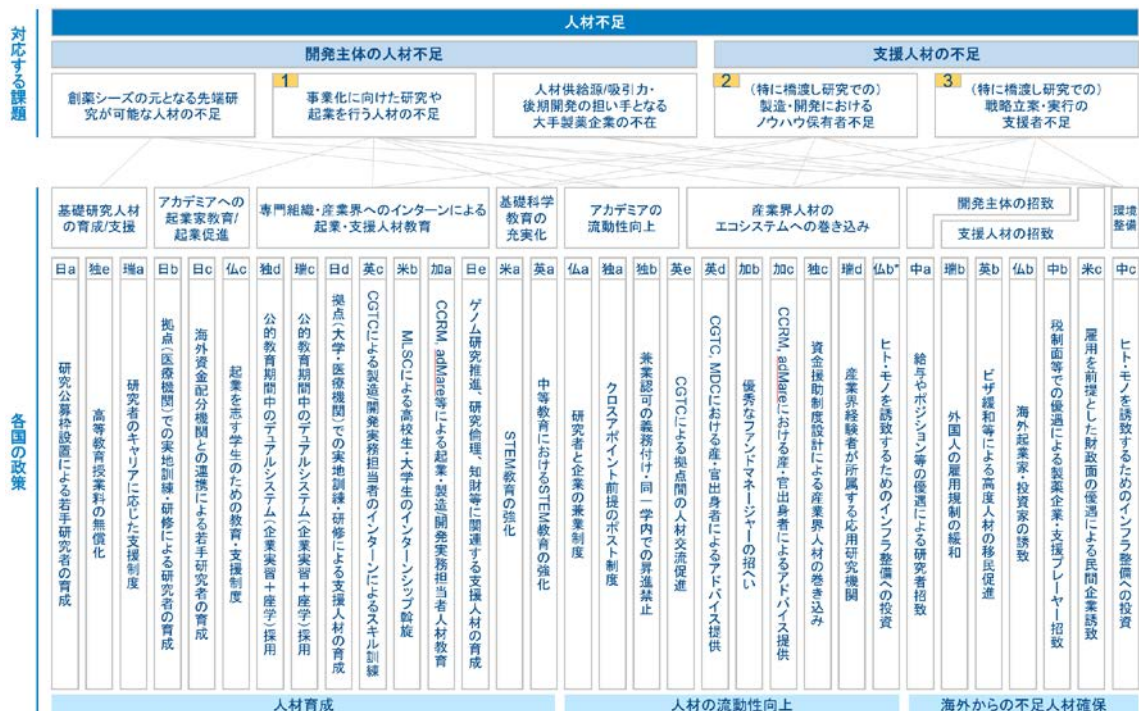 対応する課題
人材不足
開発主体の人材不足
支援人材の不足
創薬シーズの元となる先端研
究が可能な人材の不足
1
事業化に向けた研究や
起業を行う人材の不足
人材供給源/吸引力・
後期開発の担い手となる
大手製薬企業の不在
2
(特に橋渡し研究での)
製造・開発における
ノウハウ保有者不足
3
(特に橋渡し研究での)
戦略立案・実行の
支援者不足
各国の政策
基礎研究人材
の育成/支援
アカデミアへの
起業家教育/
起業促進
専門組織・産業界へのインターンによる
起業・支援人材教育
基礎科学
教育の
充実化
アカデミアの
流動性向上
産業界人材の
エコシステムへの巻き込み
開発主体の招致
支援人材の招致
環境
整備
日a
研究公募枠設置による若手研究者の育成
独e
高等教育授業料の無償化
瑞a
研究者のキャリアに応じた支援制度
日b
拠点(医療機関)での実地訓練・研修による研究者の育成
日c
海外資金配分機関との連携による若手研究者の育成
仏c
起業を志す学生のための教育・支援制度
独d
公的教育期間中のデュアルシステム(企業実習+座学)採用
瑞c
公的教育期間中のデュアルシステム(企業実習+座学)採用
日d
拠点(大学・医療機関)での実地訓練・研修による支援人材の育成
英c
CGTCによる製造/開発実務担当者のインターンによるスキル訓練
米b
MLSCによる高校生・大学生のインターンシップ斡旋
加a
CCRM, adMare等による起業・製造/開発実務担当者人材教育
日e
ゲノム研究推進、研究倫理、知財等に関連する支援人材の育成
米a
STEM教育の強化
英a
中等教育におけるSTEM教育の強化
仏a
研究者と企業の兼業制度
独a
クロスアポイント前提のポスト制度
独b
兼業認可の義務付け・同一学内での昇進禁止
英e
CGTCによる拠点間の人材交流促進
英d
CGTC, MDCにおける産・官出身者によるアドバイス提供
加b
優秀なファンドマネージャーの招へい
加c
CCRM, adMareにおける産・官出身者によるアドバイス提供
独c
資金援助制度設計による産業界人材の巻き込み
瑞d
産業界経験者が所属する応用研究機関
仏b*
ヒト・モノを誘致するためのインフラ整備への投資
中a
給与やポジション等の優遇による研究者招致
瑞b
外国人の雇用規制の緩和
英b
ビザ緩和等による高度人材の移民促進
仏b
海外起業家・投資家の誘致
中b
税制面等での優遇による製薬企業・支援プレーヤー招致
米c
雇用を前提とした財政面の優遇による民間企業誘致
中c
ヒト・モノを誘致するためのインフラ整備への投資
人材育成
人材の流動性向上
海外からの不足人材確保